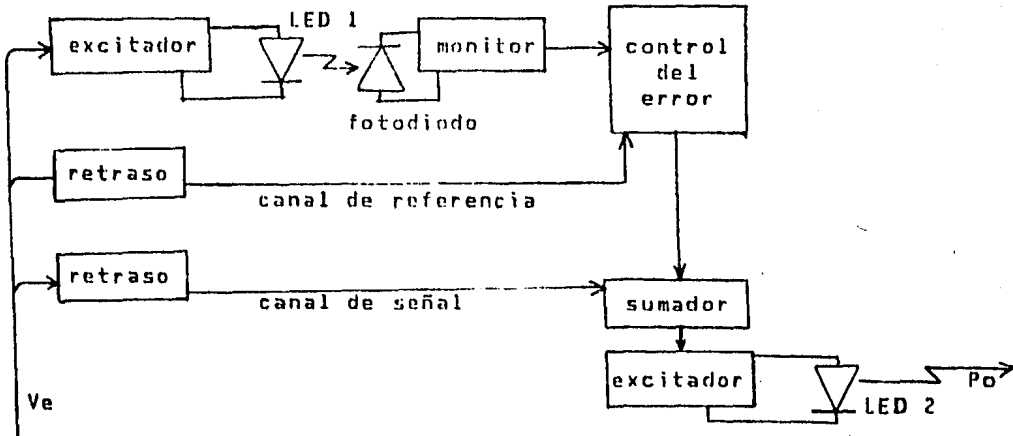 LED 1
excitador
monitor
control
del
error
fotodiodo
retraso
canal de referencia
retraso
canal de señal
sumador
excitador
Po
LED 2
Ve